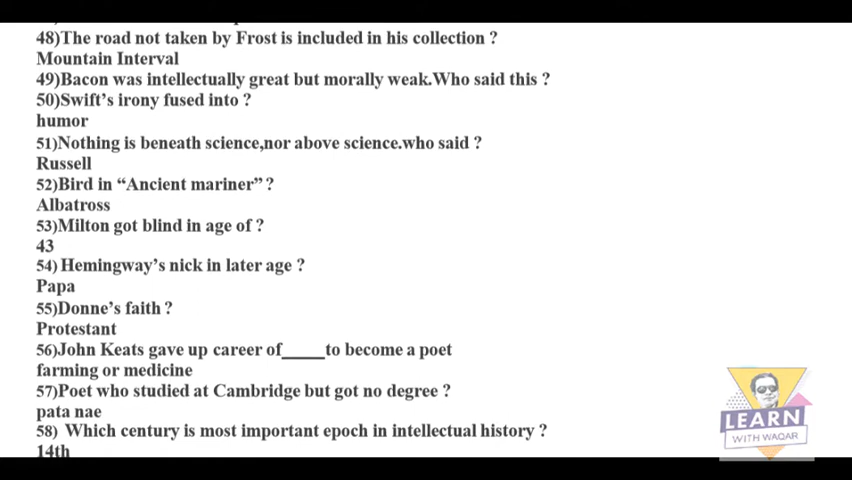 48)The road not taken by Frost is included in his collection ?
Mountain Interval
49)Bacon was intellectually great but morally weak.Who said this ?
50)Swift's irony fused into ?
humor
51)Nothing is beneath science,nor above science.who said ?
Russell
52)Bird in “Ancient mariner” ?
Albatross
53)Milton got blind in age of ?
43
54) Hemingway's nick in later age ?
Papa
55)Donne's faith ?
Protestant
56)John Keats gave up career of_____to become a poet
farming or medicine
57)Poet who studied at Cambridge but got no degree ?
pata nae
58) Which century is most important epoch in intellectual history ?
14th
LEARN
WITH WAQAR